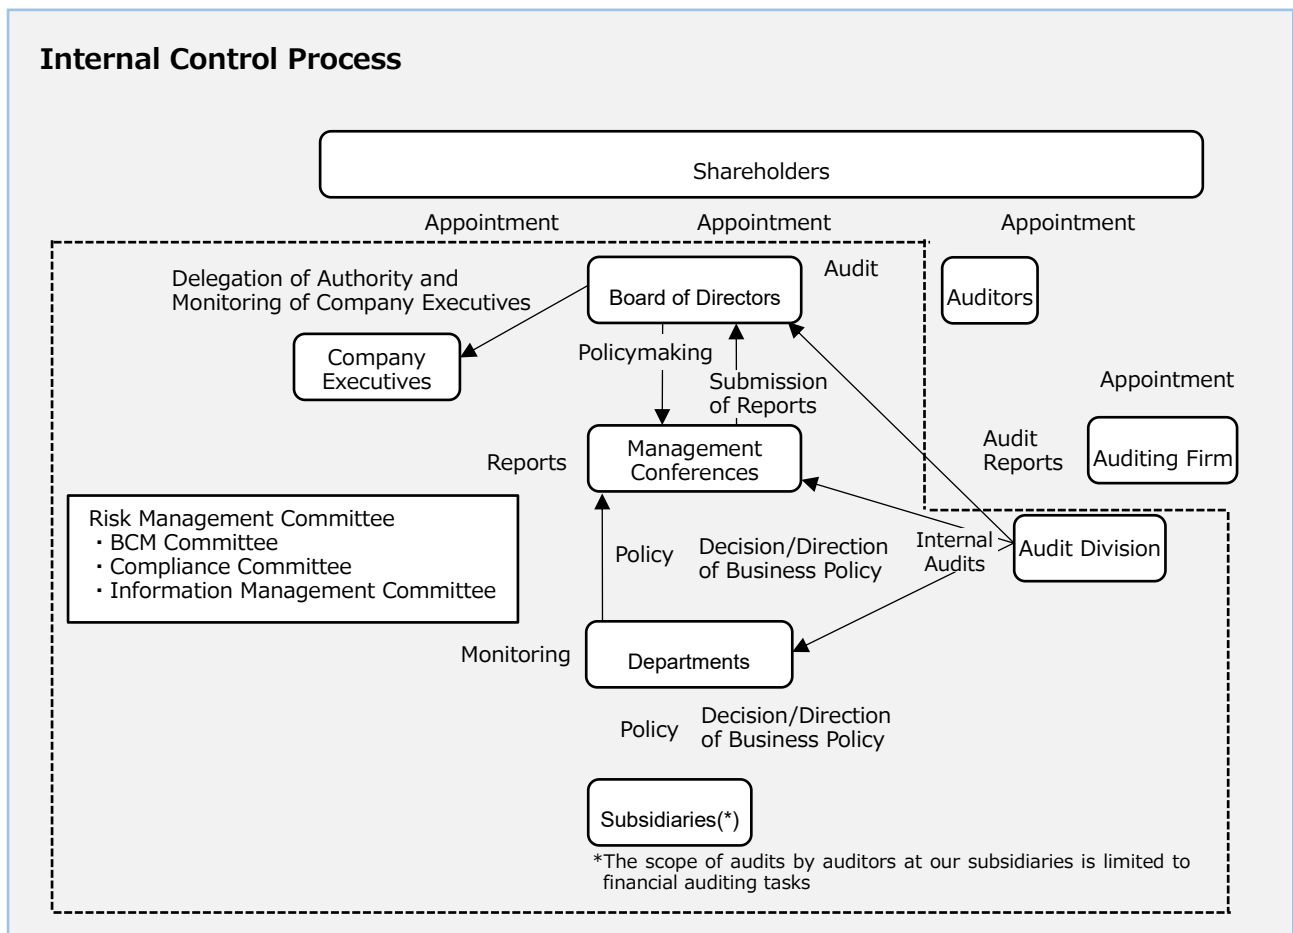 Internal Control Process
Shareholders
Appointment
Appointment
Appointment
Delegation of Authority and
Monitoring of Company Executives
Board of Directors
Audit
Auditors
Company
Executives
Policymaking
Submission
of Reports
Appointment
Reports
Management
Conferences
Audit
Reports
Auditing Firm
Risk Management Committee
・BCM Committee
・Compliance Committee
・Information Management Committee
Policy
Decision/Direction
of Business Policy
Internal
Audits
Audit Division
Monitoring
Departments
Policy
Decision/Direction
of Business Policy
Subsidiaries(*)
*The scope of audits by auditors at our subsidiaries is limited to
financial auditing tasks